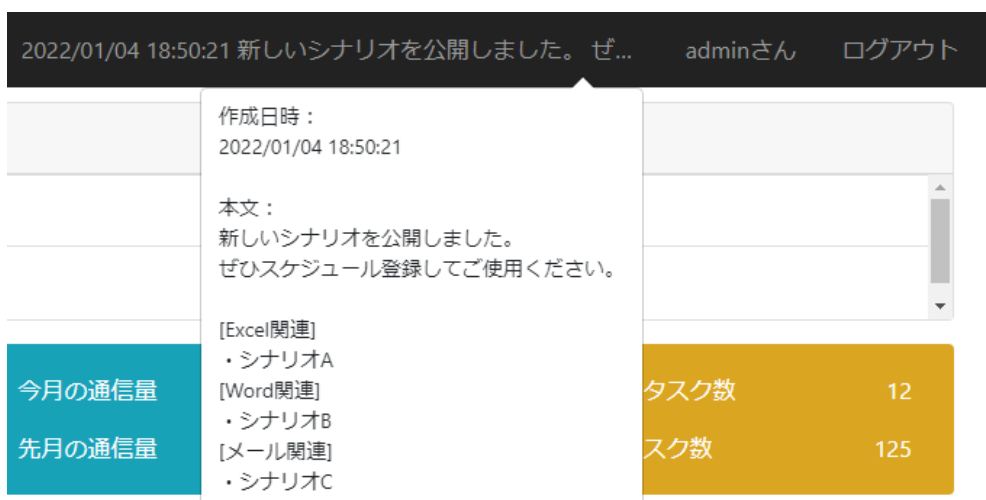 2022/01/04 18:50:21 新しいシナリオを公開しました。 ぜ... adminさん ログアウト
作成日時：
2022/01/04 18:50:21
本文：
新しいシナリオを公開しました。
ぜひスケジュール登録してご使用ください。
[Excel関連]
・シナリオA
[Word関連]
・シナリオB
[メール関連]
・シナリオC
今月の通信量
タスク数 12
先月の通信量
スク数 125